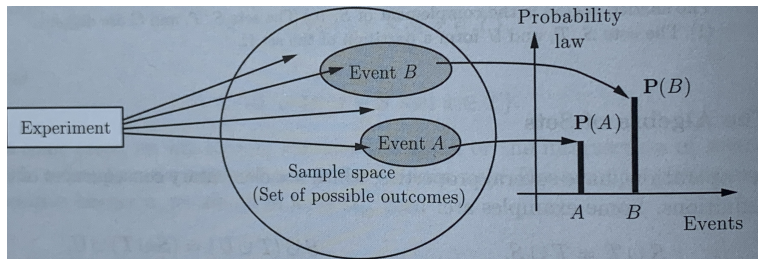 Probability
law
Event B
P(B)
Experiment
P(A)
Event A
Sample space
(Set of possible outcomes)
A
B
Events